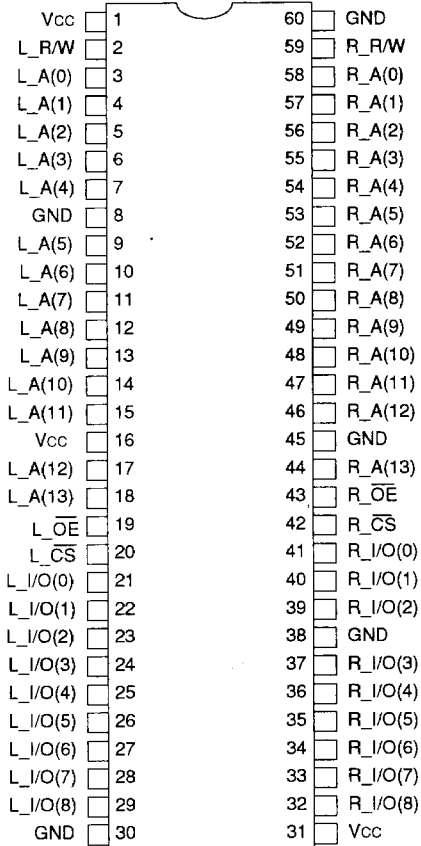 Vcc 1 60 GND
L_R/W 2 59 R_R/W
L_A(0) 3 58 R_A(0)
L_A(1) 4 57 R_A(1)
L_A(2) 5 56 R_A(2)
L_A(3) 6 55 R_A(3)
L_A(4) 7 54 R_A(4)
GND 8 53 R_A(5)
L_A(5) 9 52 R_A(6)
L_A(6) 10 51 R_A(7)
L_A(7) 11 50 R_A(8)
L_A(8) 12 49 R_A(9)
L_A(9) 13 48 R_A(10)
L_A(10) 14 47 R_A(11)
L_A(11) 15 46 R_A(12)
Vcc 16 45 GND
L_A(12) 17 44 R_A(13)
L_A(13) 18 43 R_O̅E̅
L_O̅E̅ 19 42 R_C̅S̅
L_C̅S̅ 20 41 R_I/O(0)
L_I/O(0) 21 40 R_I/O(1)
L_I/O(1) 22 39 R_I/O(2)
L_I/O(2) 23 38 GND
L_I/O(3) 24 37 R_I/O(3)
L_I/O(4) 25 36 R_I/O(4)
L_I/O(5) 26 35 R_I/O(5)
L_I/O(6) 27 34 R_I/O(6)
L_I/O(7) 28 33 R_I/O(7)
L_I/O(8) 29 32 R_I/O(8)
GND 30 31 Vcc